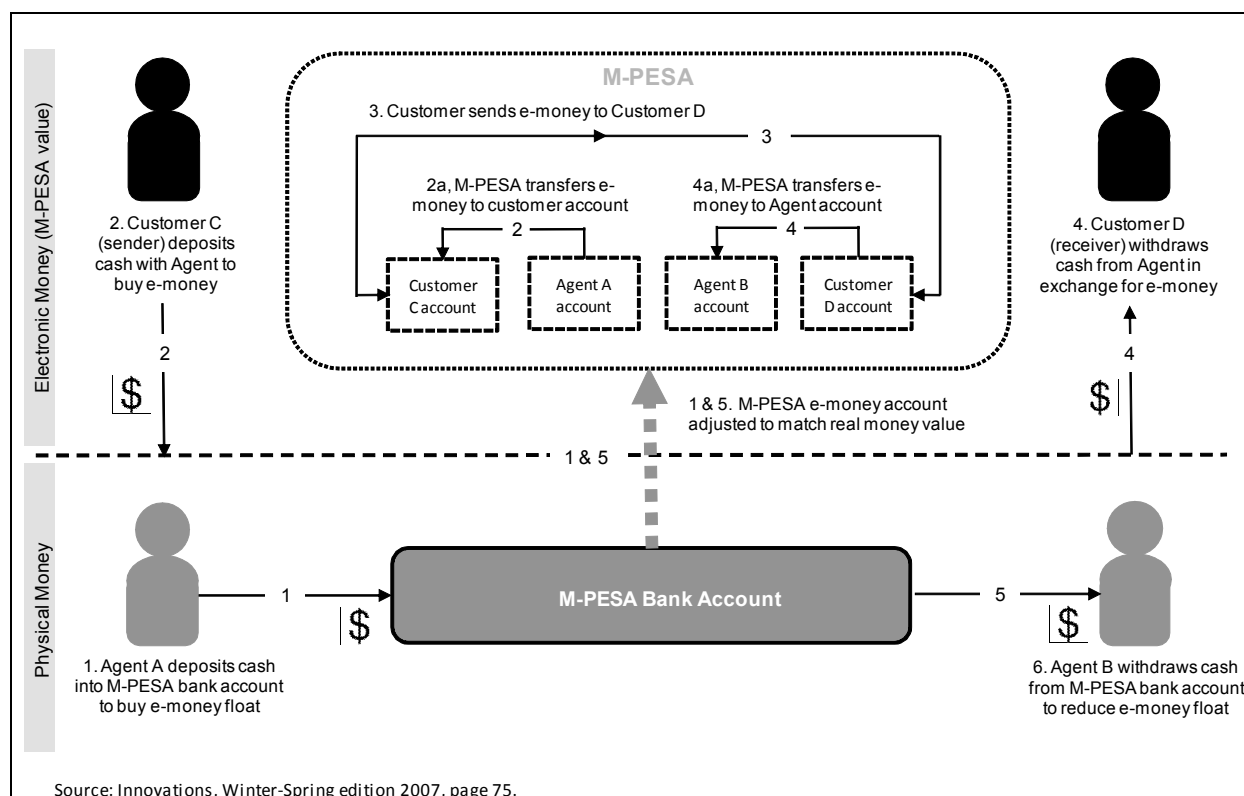 Electronic Money (M-PESA value)
M-PESA
3. Customer sends e-money to Customer D
3
2a, M-PESA transfers e-
money to customer account
2
4a, M-PESA transfers e-
money to Agent account
4
Customer
C account
Agent A
account
Agent B
account
Customer
D account
2. Customer C
(sender) deposits
cash with Agent to
buy e-money
2
$
4. Customer D
(receiver) withdraws
cash from Agent in
exchange for e-money
4
$
1 & 5. M-PESA e-money account
adjusted to match real money value
1 & 5
Physical Money
1
$
M-PESA Bank Account
5
$
1. Agent A deposits cash
into M-PESA bank account
to buy e-money float
6. Agent B withdraws cash
from M-PESA bank account
to reduce e-money float
Source: Innovations, Winter-Spring edition 2007, page 75.